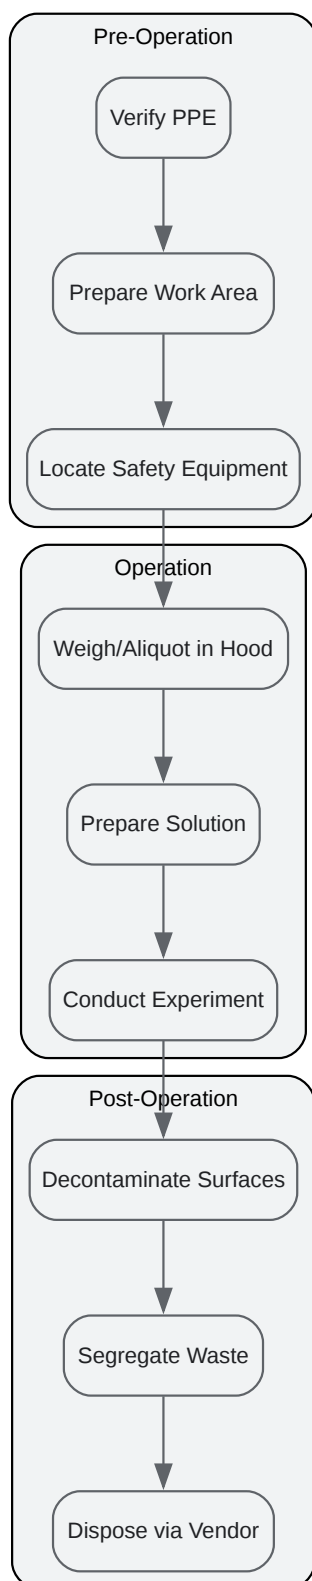 Pre-Operation
Verify PPE
Prepare Work Area
Locate Safety Equipment
Operation
Weigh/Aliquot in Hood
Prepare Solution
Conduct Experiment
Post-Operation
Decontaminate Surfaces
Segregate Waste
Dispose via Vendor